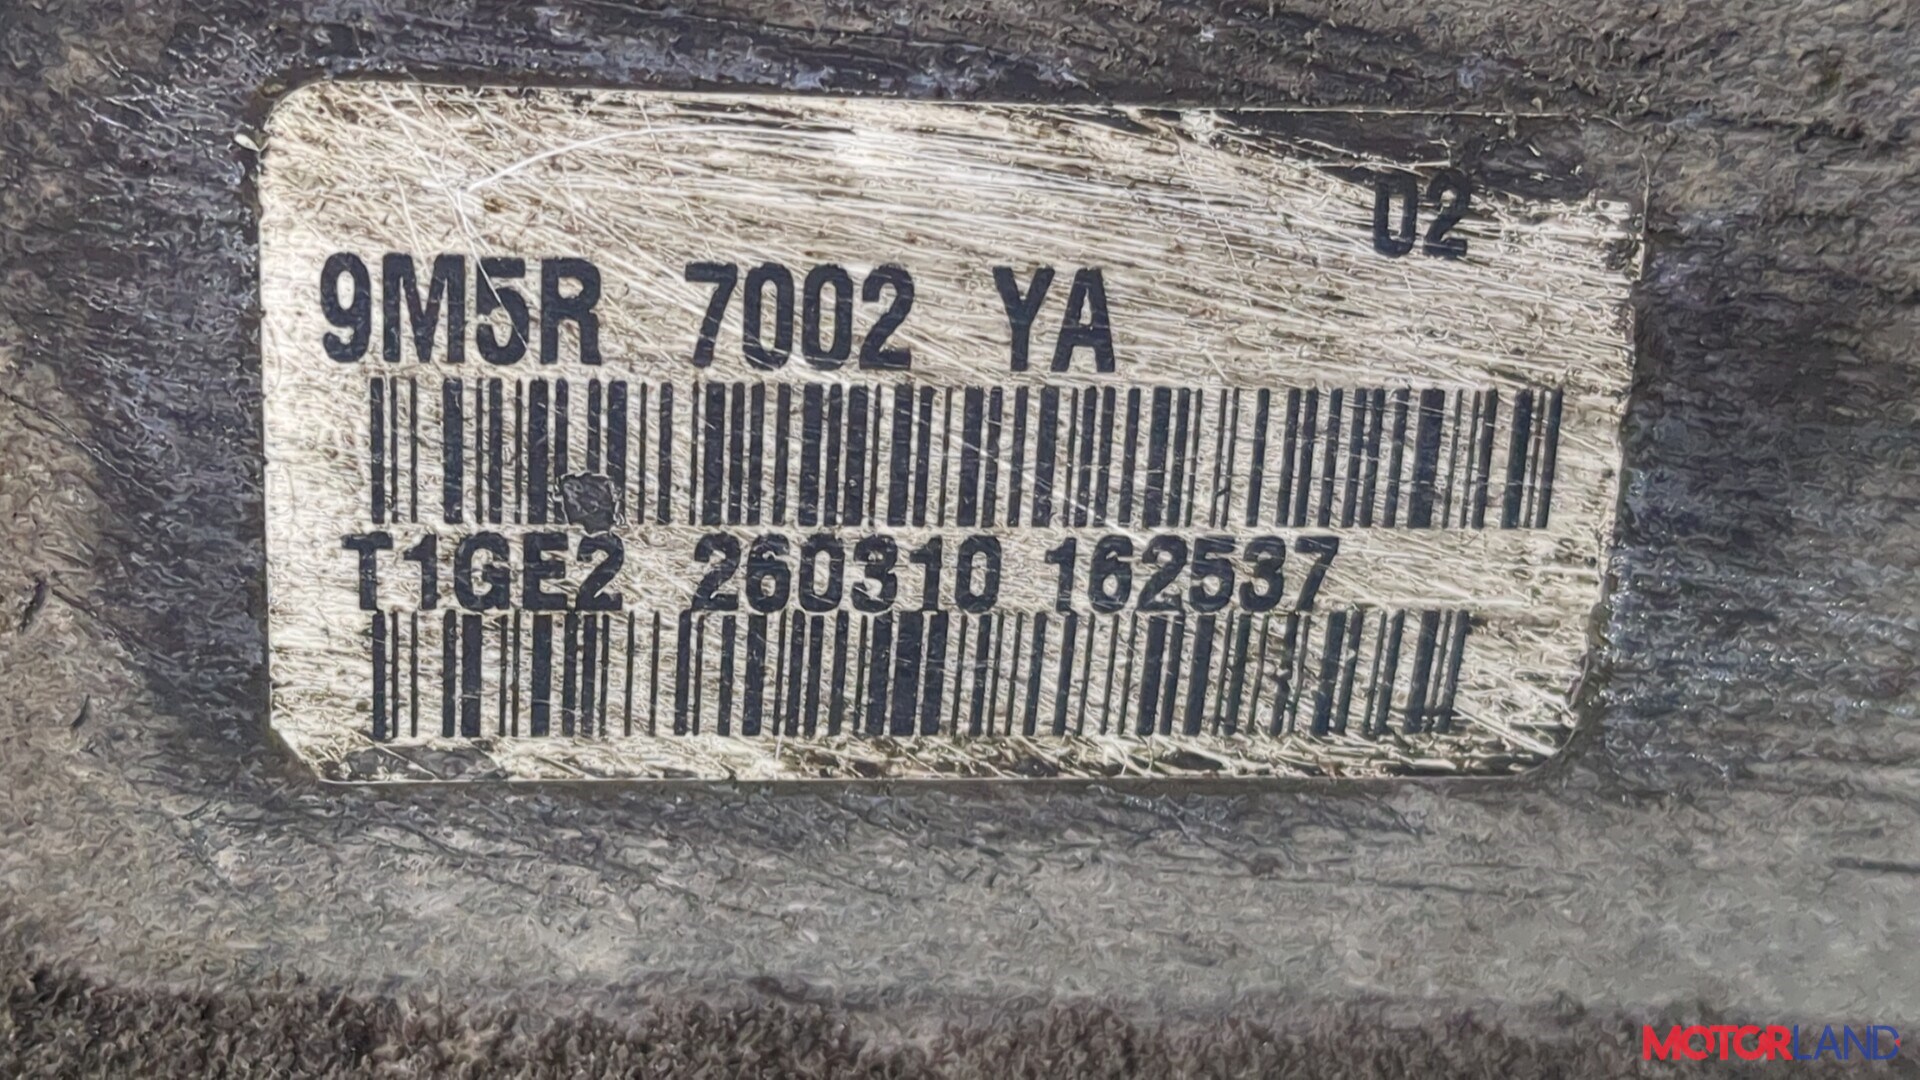 02
9M5R 7002 YA
T1GE2 260310 162537
MOTORLAND